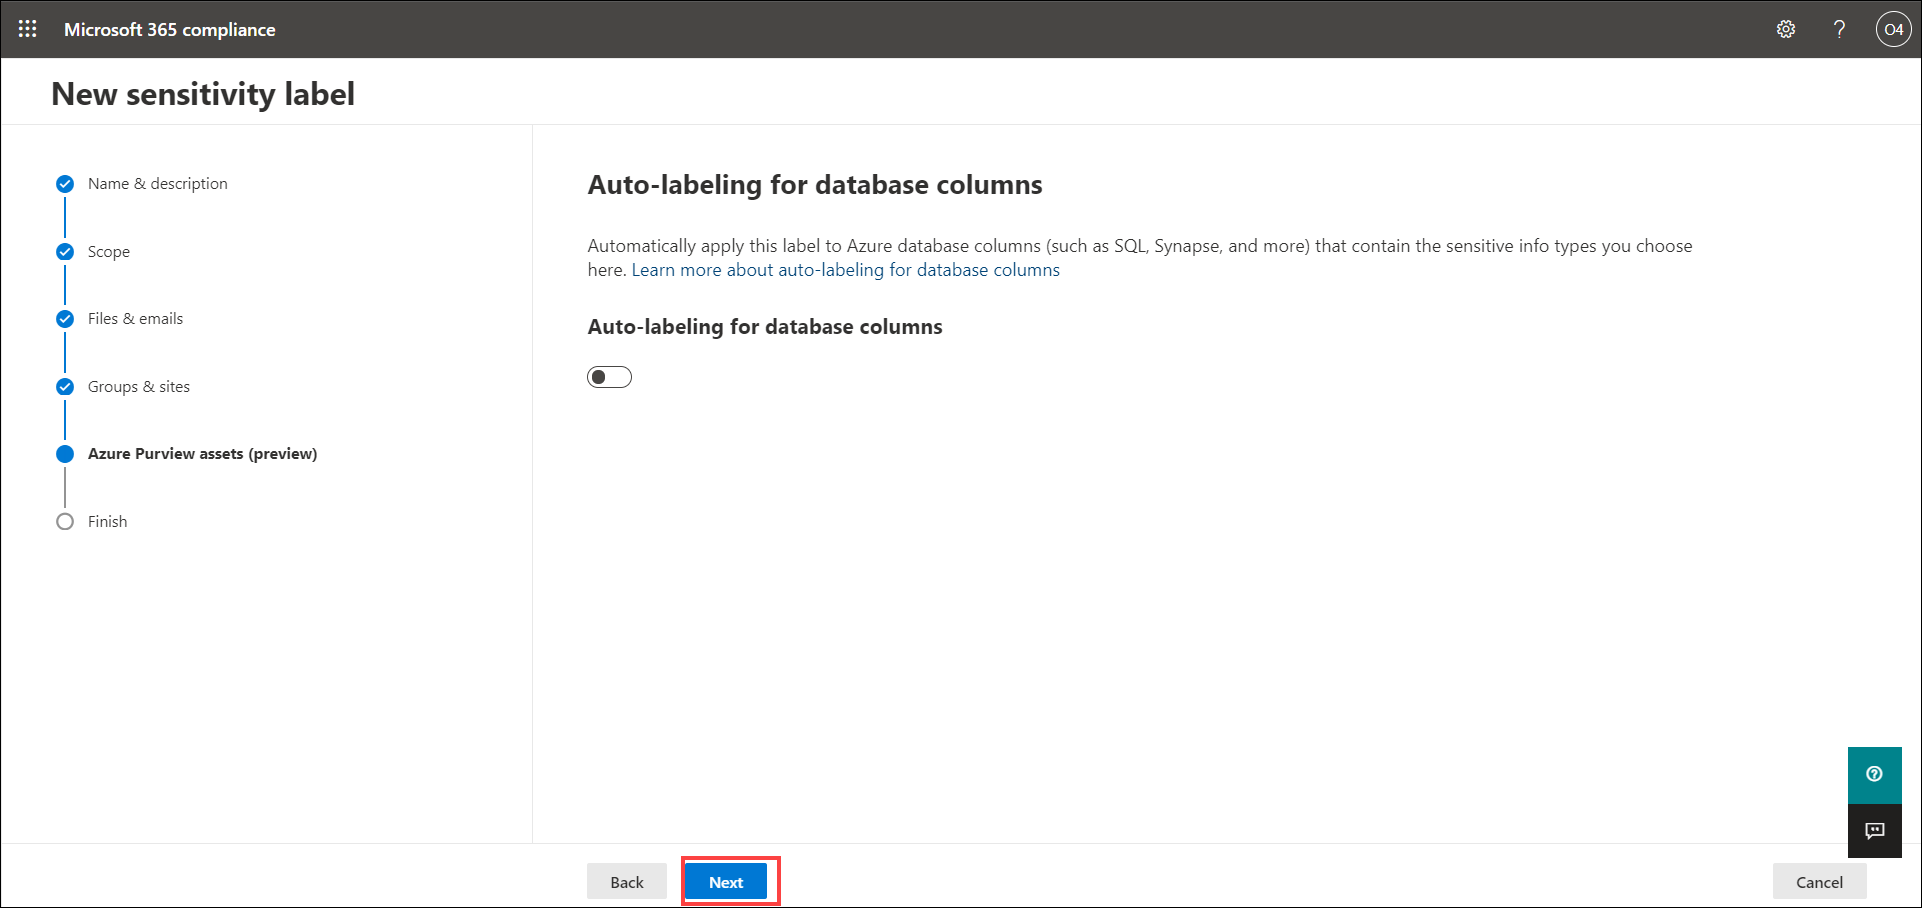 Microsoft 365 compliance
?
O4
New sensitivity label
Name & description
Scope
Files & emails
Groups & sites
Azure Purview assets (preview)
Finish
Auto-labeling for database columns
Automatically apply this label to Azure database columns (such as SQL, Synapse, and more) that contain the sensitive info types you choose
here. Learn more about auto-labeling for database columns
Auto-labeling for database columns
Back
Next
Cancel